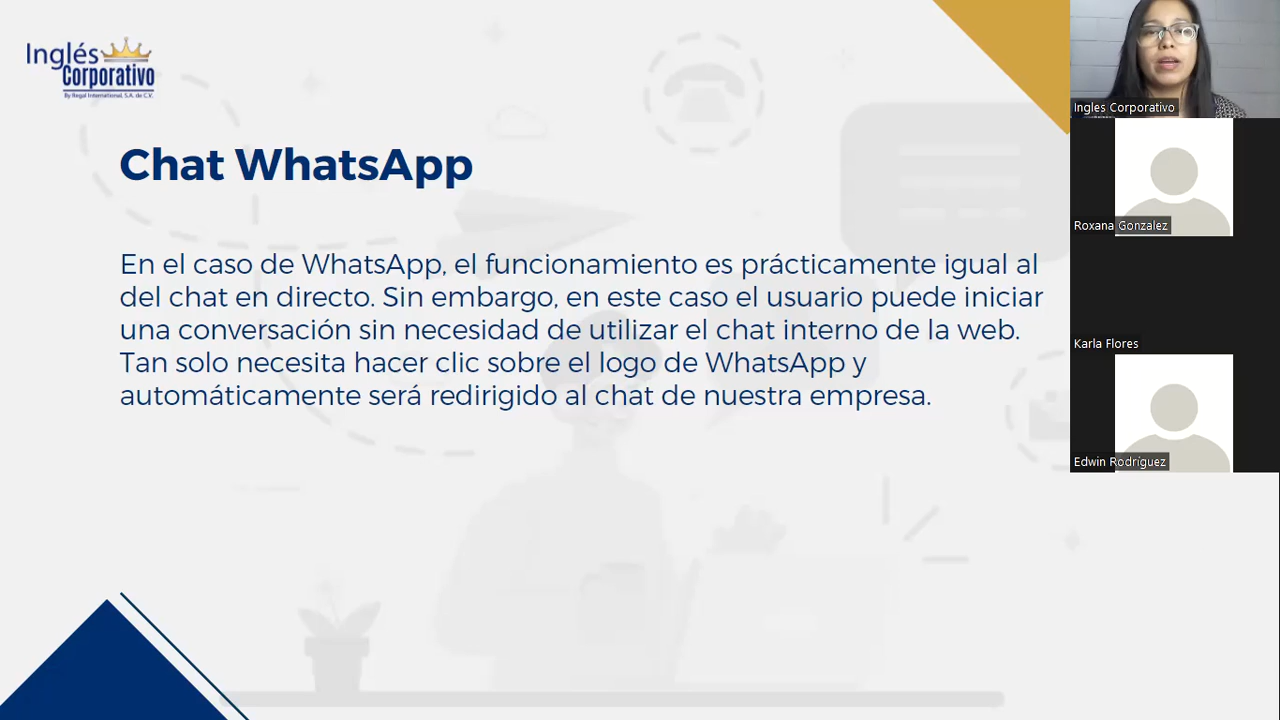 Inglés
Corporativo
By Regal International, S.A. de C.V.
Chat WhatsApp
En el caso de WhatsApp, el funcionamiento es prácticamente igual al
del chat en directo. Sin embargo, en este caso el usuario puede iniciar
una conversación sin necesidad de utilizar el chat interno de la web.
Tan solo necesita hacer clic sobre el logo de WhatsApp y
automáticamente será redirigido al chat de nuestra empresa.
Ingles Corporativo
Roxana Gonzalez
Karla Flores
Edwin Rodríguez